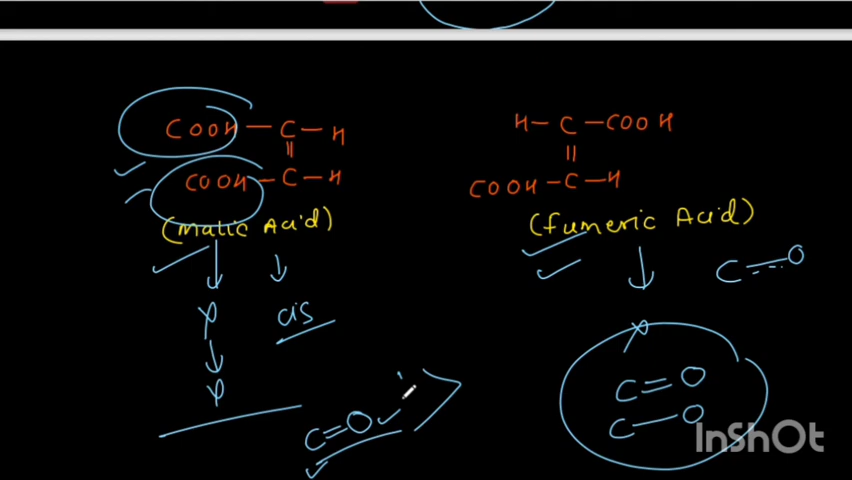 COOH — C — H
||
COOH — C — H
(Malic Acid)
cis
H — C — COOH
||
COOH — C — H
(fumeric Acid)
C = O
C = O
C — O
C = O
InShOt